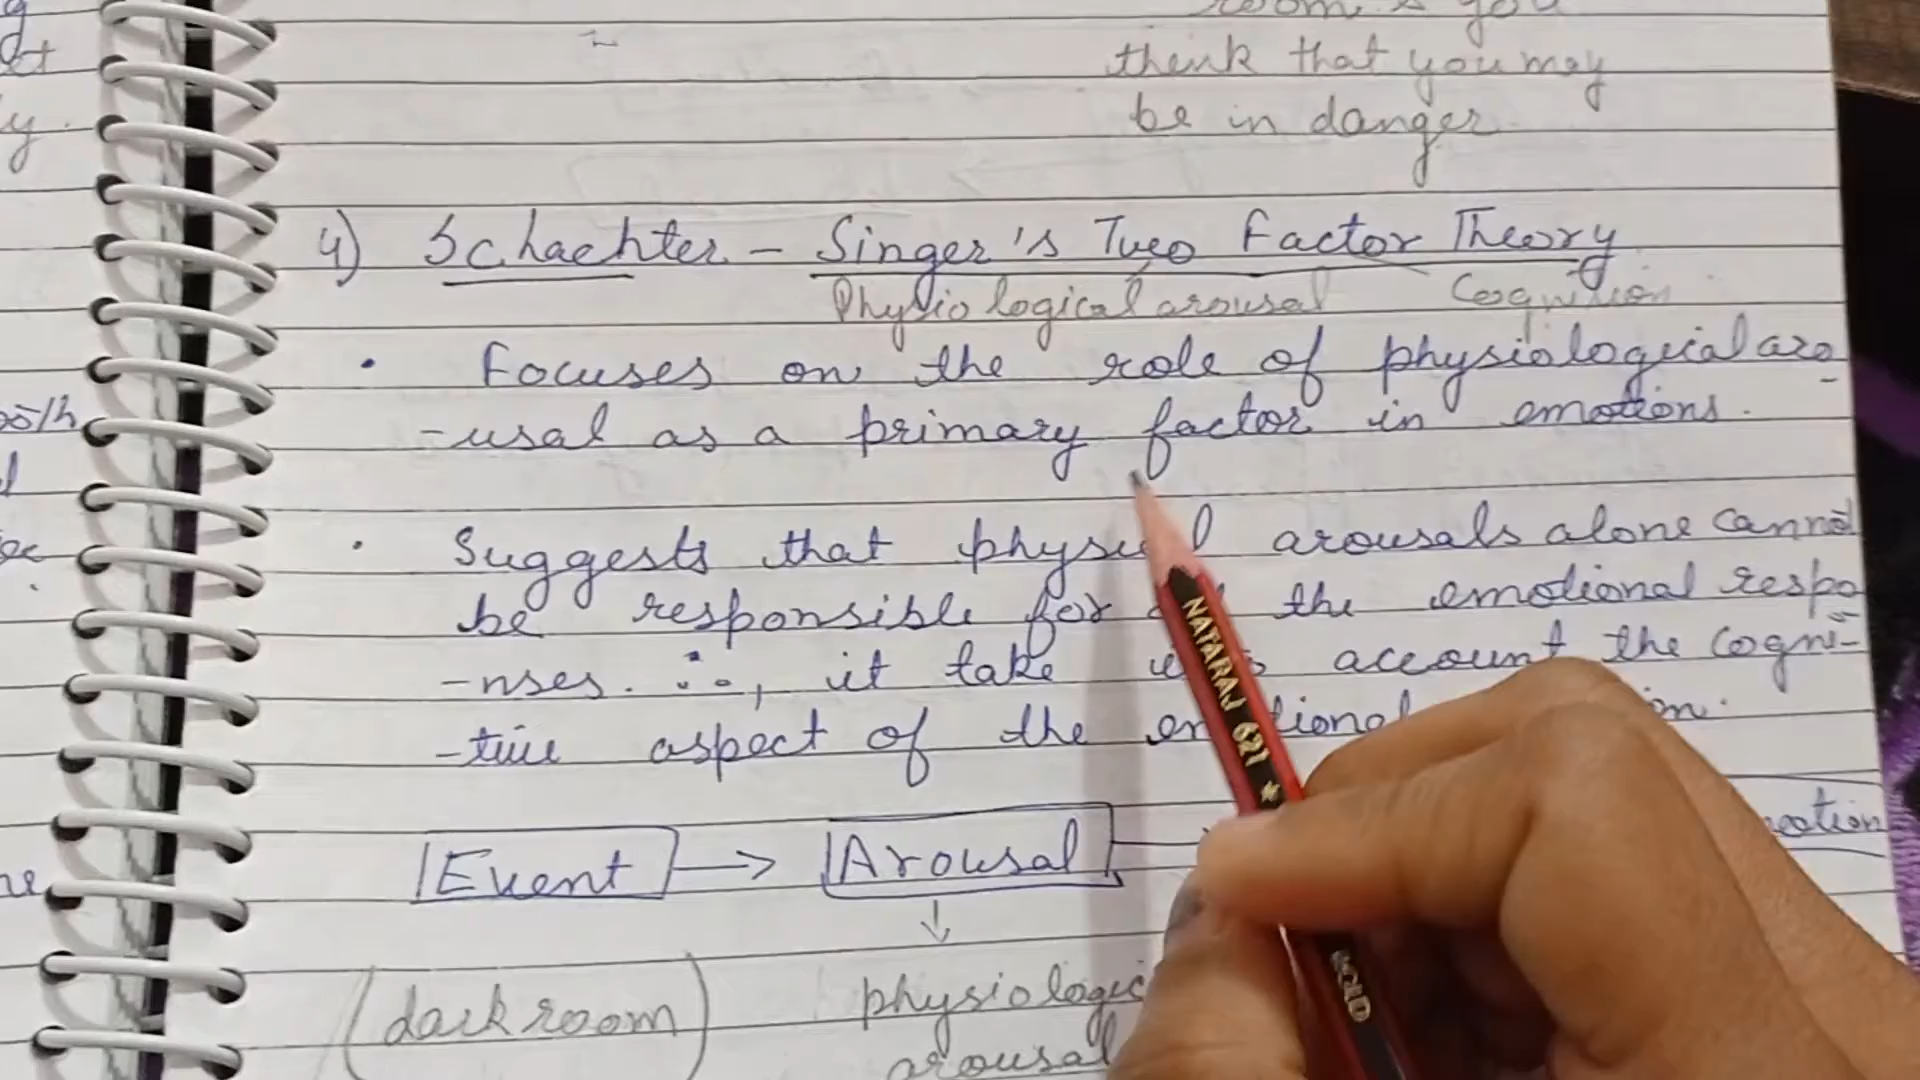 think that you may
be in danger.
4) Schachter - Singer's Two Factor Theory
Physiological arousal Cognition
• Focuses on the role of physiological aro
-usal as a primary factor in emotions.
• Suggests that physical arousals alone cannot
be responsible for the emotional respo
-nses. ∴, it take into account the cogni-
-tive aspect of the
Event → Arousal →
↓
(dark room) physiologic
arousal
NATARAJ 621